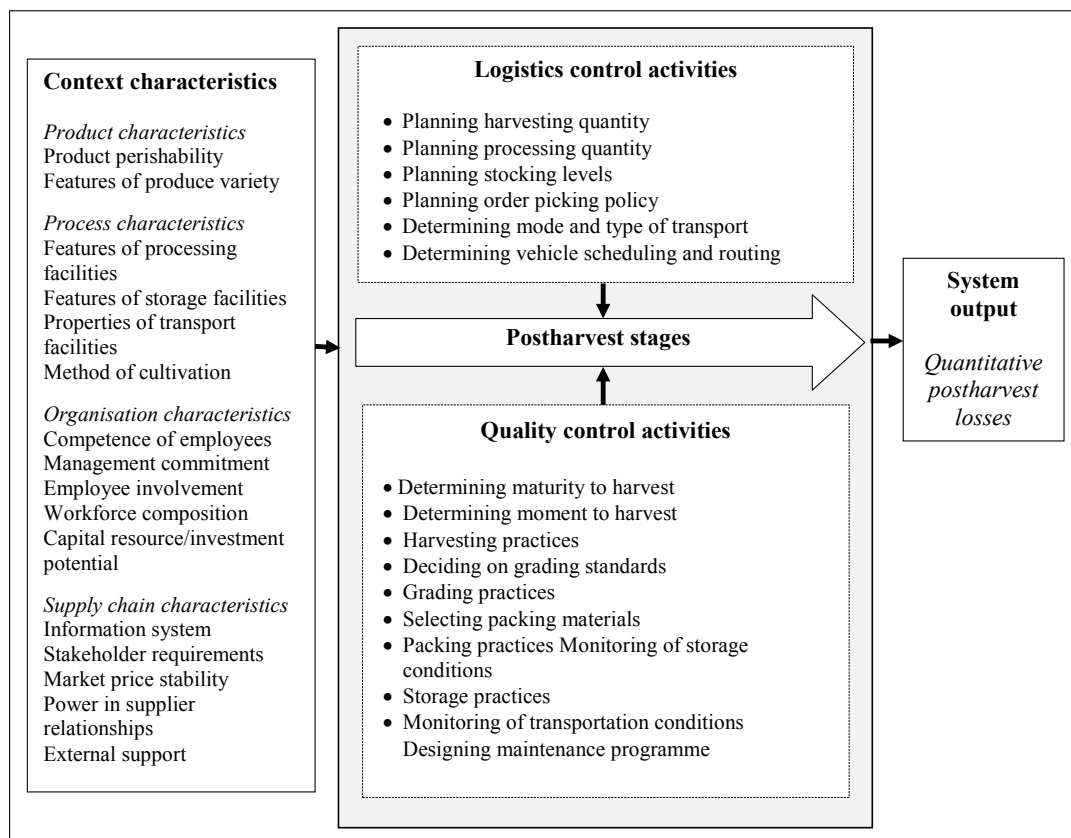 Context characteristics
Product characteristics
Product perishability
Features of produce variety
Process characteristics
Features of processing
facilities
Features of storage facilities
Properties of transport
facilities
Method of cultivation
Organisation characteristics
Competence of employees
Management commitment
Employee involvement
Workforce composition
Capital resource/investment
potential
Supply chain characteristics
Information system
Stakeholder requirements
Market price stability
Power in supplier
relationships
External support
Logistics control activities
• Planning harvesting quantity
• Planning processing quantity
• Planning stocking levels
• Planning order picking policy
• Determining mode and type of transport
• Determining vehicle scheduling and routing
Postharvest stages
Quality control activities
• Determining maturity to harvest
• Determining moment to harvest
• Harvesting practices
• Deciding on grading standards
• Grading practices
• Selecting packing materials
• Packing practices Monitoring of storage
conditions
• Storage practices
• Monitoring of transportation conditions
Designing maintenance programme
System
output
Quantitative
postharvest
losses